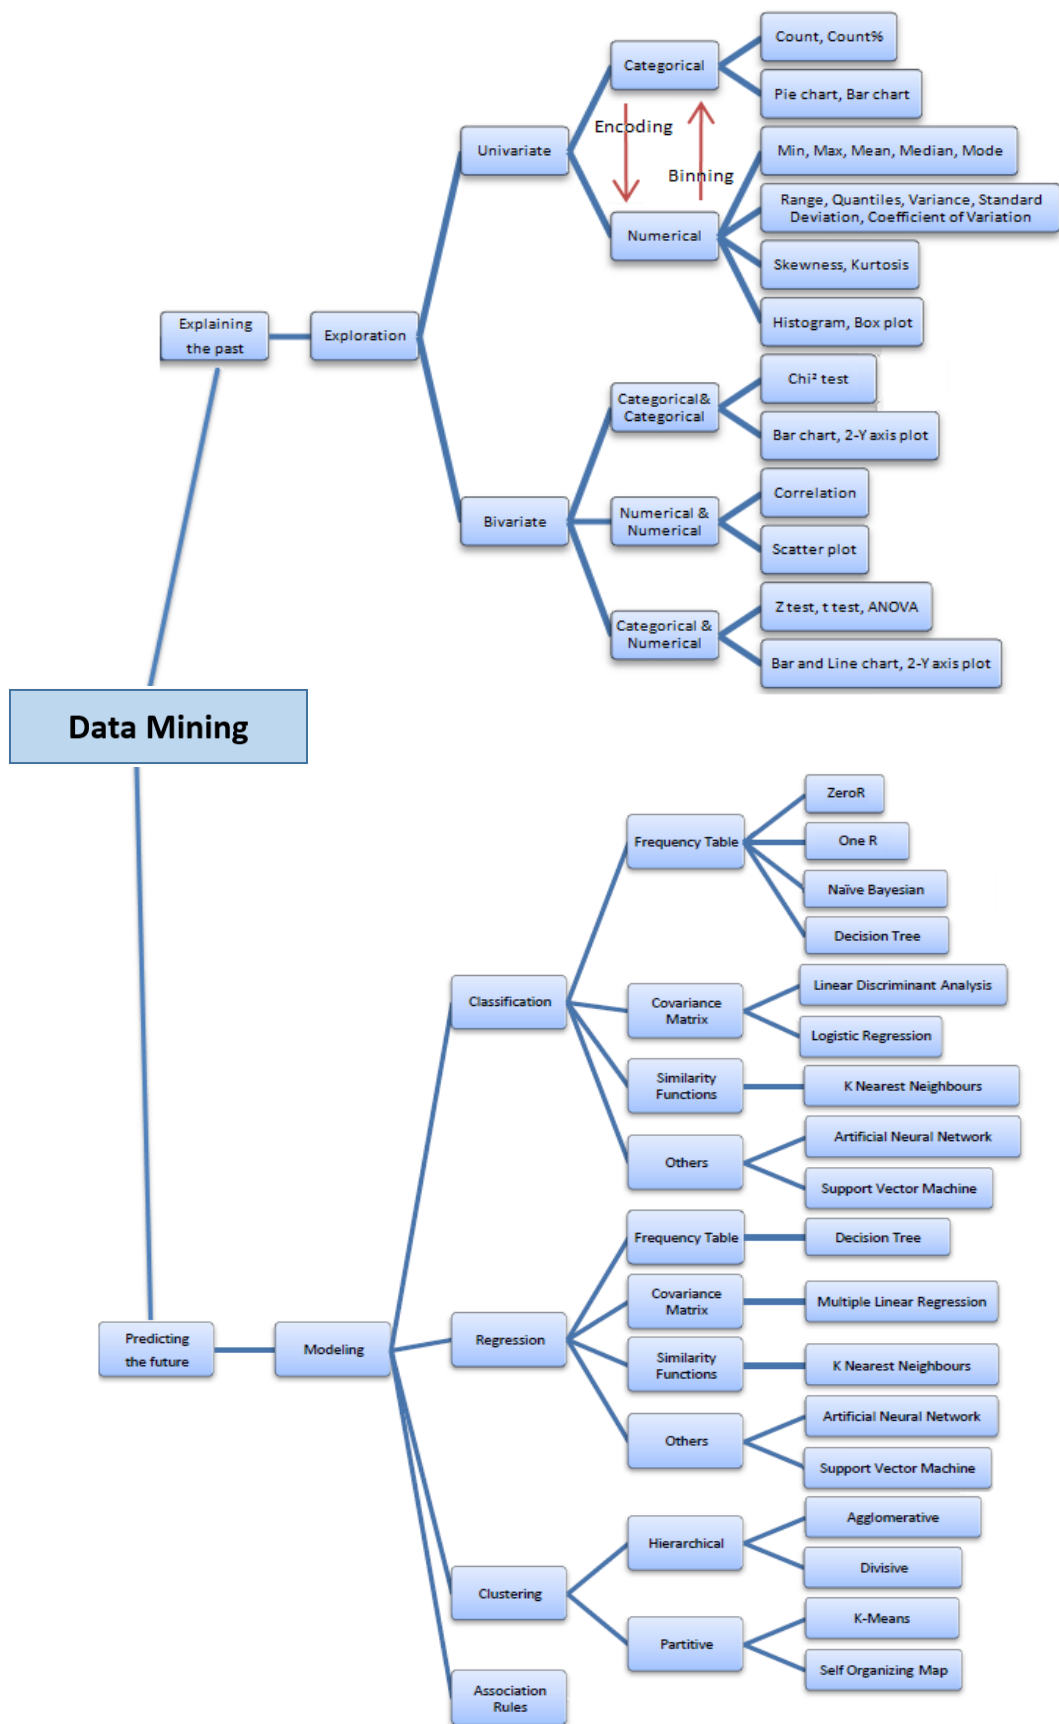 Count, Count%
Categorical
Pie chart, Bar chart
Encoding
Univariate
Min, Max, Mean, Median, Mode
Binning
Range, Quantiles, Variance, Standard
Deviation, Coefficient of Variation
Numerical
Skewness, Kurtosis
Explaining
the past
Exploration
Histogram, Box plot
Chi² test
Categorical&
Categorical
Bar chart, 2-Y axis plot
Correlation
Bivariate
Numerical &
Numerical
Scatter plot
Z test, t test, ANOVA
Categorical &
Numerical
Bar and Line chart, 2-Y axis plot
Data Mining
ZeroR
Frequency Table
One R
Naïve Bayesian
Decision Tree
Classification
Linear Discriminant Analysis
Covariance
Matrix
Logistic Regression
Similarity
Functions
K Nearest Neighbours
Artificial Neural Network
Others
Support Vector Machine
Frequency Table
Decision Tree
Covariance
Matrix
Multiple Linear Regression
Predicting
the future
Modeling
Regression
Similarity
Functions
K Nearest Neighbours
Artificial Neural Network
Others
Support Vector Machine
Agglomerative
Hierarchical
Divisive
Clustering
K-Means
Partitive
Self Organizing Map
Association
Rules